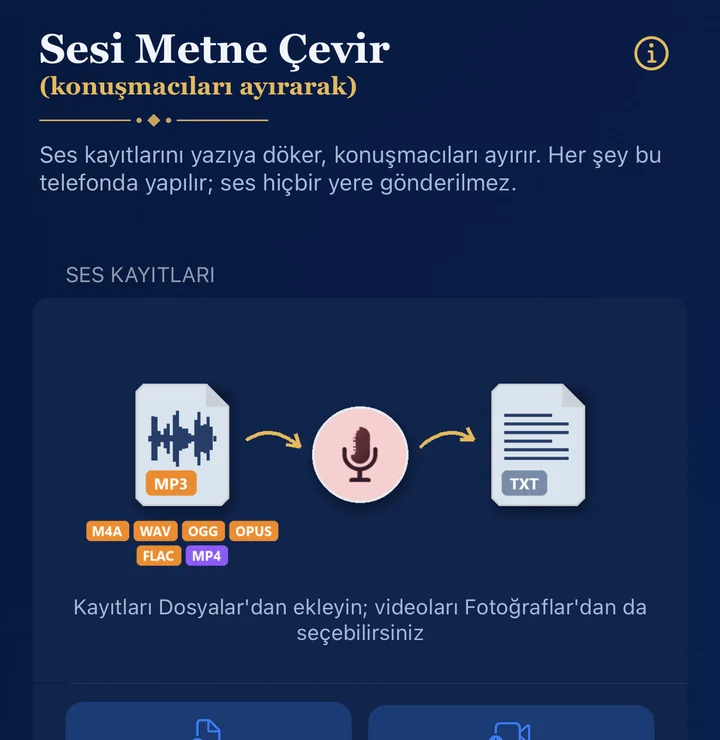 Sesi Metne Çevir
(konuşmacıları ayırarak)
Ses kayıtlarını yazıya döker, konuşmacıları ayırır. Her şey bu
telefonda yapılır; ses hiçbir yere gönderilmez.
SES KAYITLARI
MP3
TXT
M4A WAV OGG OPUS
FLAC MP4
Kayıtları Dosyalar'dan ekleyin; videoları Fotoğraflar'dan da
seçebilirsiniz